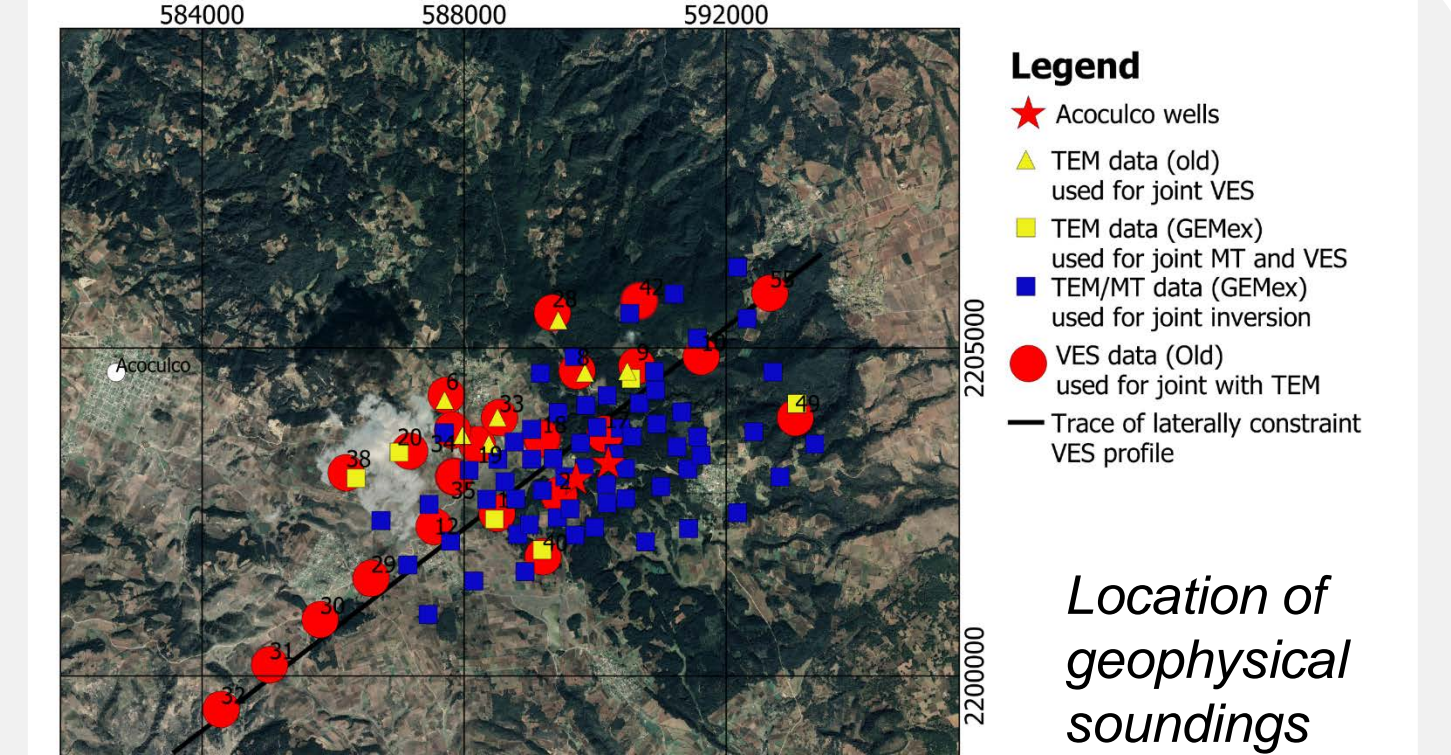 584000 588000 592000
Legend
Acoculco wells
TEM data (old)
used for joint VES
TEM data (GEMex)
used for joint MT and VES
TEM/MT data (GEMex)
used for joint inversion
VES data (Old)
used for joint with TEM
Trace of laterally constraint
VES profile
2205000
2200000
Acoculco
55
42
28
10
9
8
6
33
49
16
17
20
34
19
38
35
2
1
12
40
29
30
31
32
Location of
geophysical
soundings